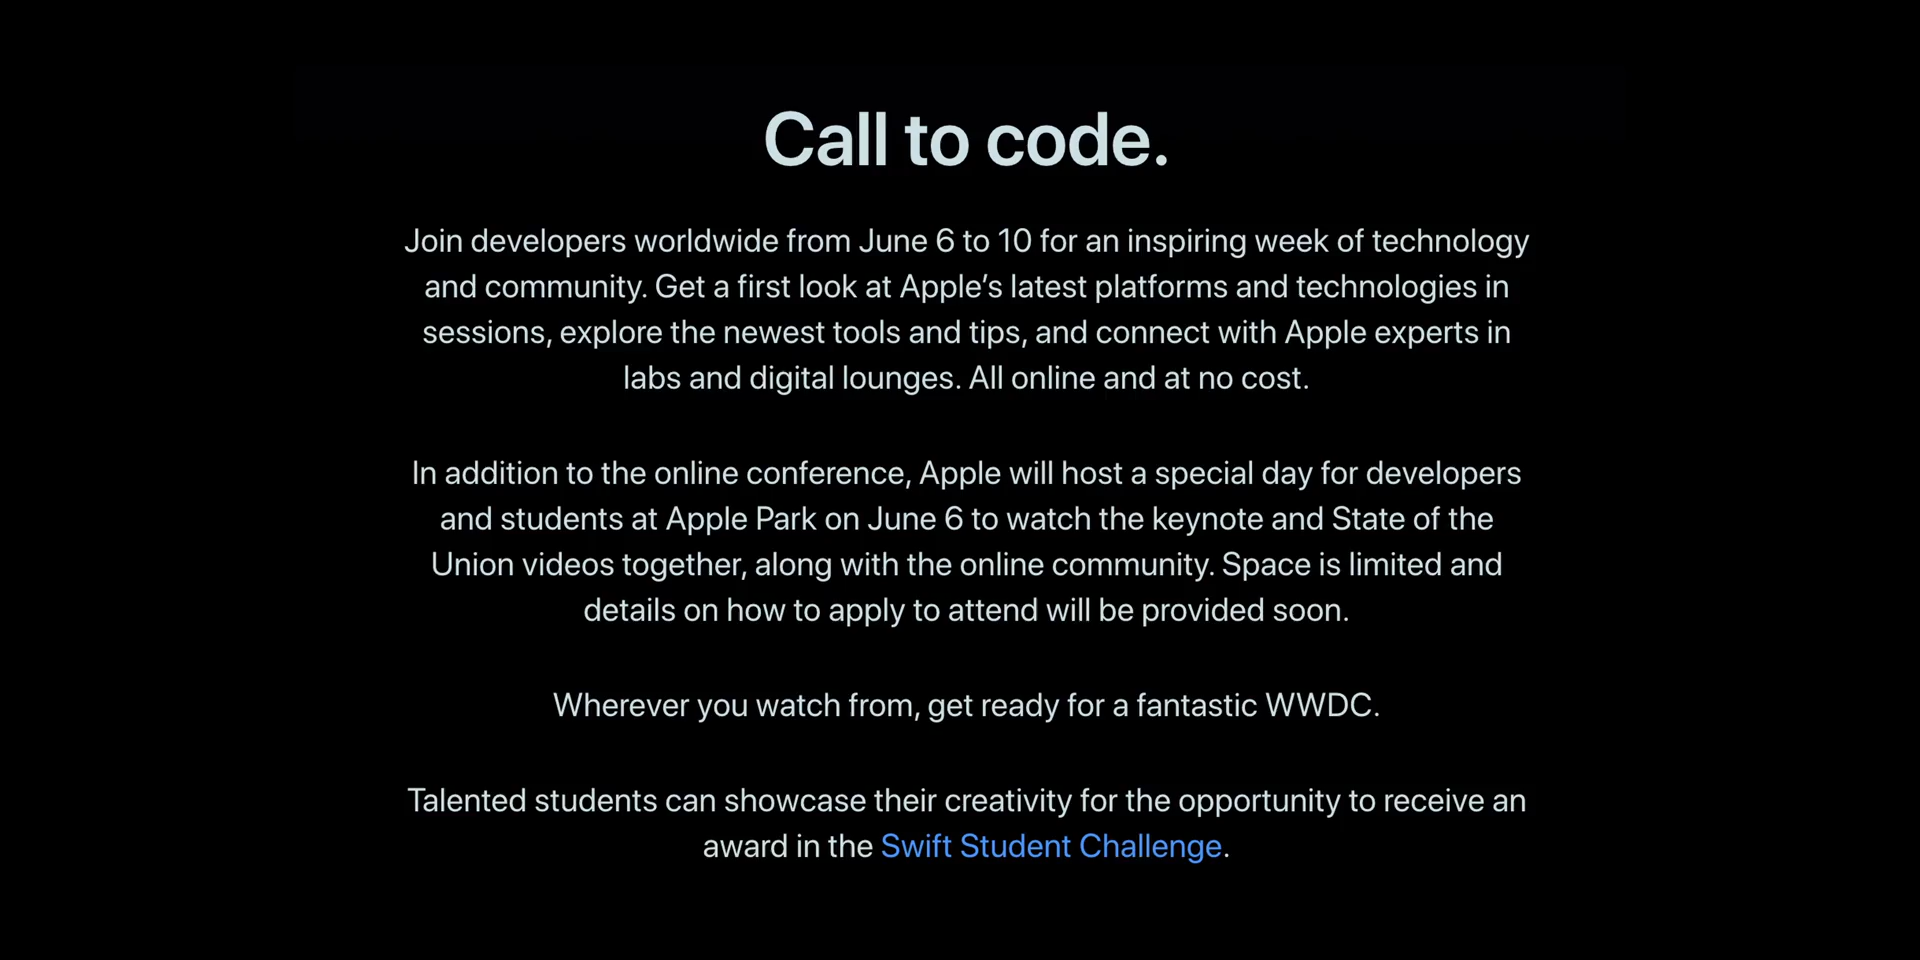 Call to code.
Join developers worldwide from June 6 to 10 for an inspiring week of technology
and community. Get a first look at Apple’s latest platforms and technologies in
sessions, explore the newest tools and tips, and connect with Apple experts in
labs and digital lounges. All online and at no cost.
In addition to the online conference, Apple will host a special day for developers
and students at Apple Park on June 6 to watch the keynote and State of the
Union videos together, along with the online community. Space is limited and
details on how to apply to attend will be provided soon.
Wherever you watch from, get ready for a fantastic WWDC.
Talented students can showcase their creativity for the opportunity to receive an
award in the Swift Student Challenge.